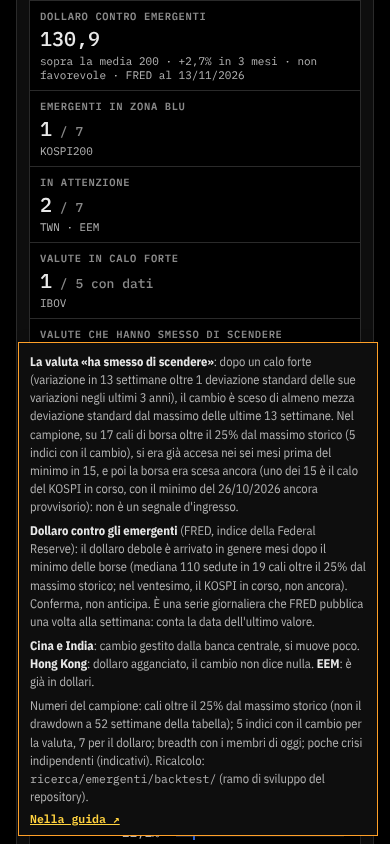 DOLLARO CONTRO EMERGENTI
130,9
sopra la media 200 · +2,7% in 3 mesi · non
favorevole · FRED al 13/11/2026
EMERGENTI IN ZONA BLU
1 / 7
KOSPI200
IN ATTENZIONE
2 / 7
TWN · EEM
VALUTE IN CALO FORTE
1 / 5 con dati
IBOV
VALUTE CHE HANNO SMESSO DI SCENDERE
La valuta «ha smesso di scendere»: dopo un calo forte
(variazione in 13 settimane oltre 1 deviazione standard delle sue
variazioni negli ultimi 3 anni), il cambio è sceso di almeno mezza
deviazione standard dal massimo delle ultime 13 settimane. Nel
campione, su 17 cali di borsa oltre il 25% dal massimo storico (5
indici con il cambio), si era già accesa nei sei mesi prima del
minimo in 15, e poi la borsa era scesa ancora (uno dei 15 è il calo
del KOSPI in corso, con il minimo del 26/10/2026 ancora
provvisorio): non è un segnale d'ingresso.
Dollaro contro gli emergenti (FRED, indice della Federal
Reserve): il dollaro debole è arrivato in genere mesi dopo il
minimo delle borse (mediana 110 sedute in 19 cali oltre il 25% dal
massimo storico; nel ventesimo, il KOSPI in corso, non ancora).
Conferma, non anticipa. È una serie giornaliera che FRED pubblica
una volta alla settimana: conta la data dell'ultimo valore.
Cina e India: cambio gestito dalla banca centrale, si muove poco.
Hong Kong: dollaro agganciato, il cambio non dice nulla. EEM: è
già in dollari.
Numeri del campione: cali oltre il 25% dal massimo storico (non il
drawdown a 52 settimane della tabella); 5 indici con il cambio per
la valuta, 7 per il dollaro; breadth con i membri di oggi; poche crisi
indipendenti (indicativi). Ricalcolo:
ricerca/emergenti/backtest/ (ramo di sviluppo del
repository).
Nella guida ↗